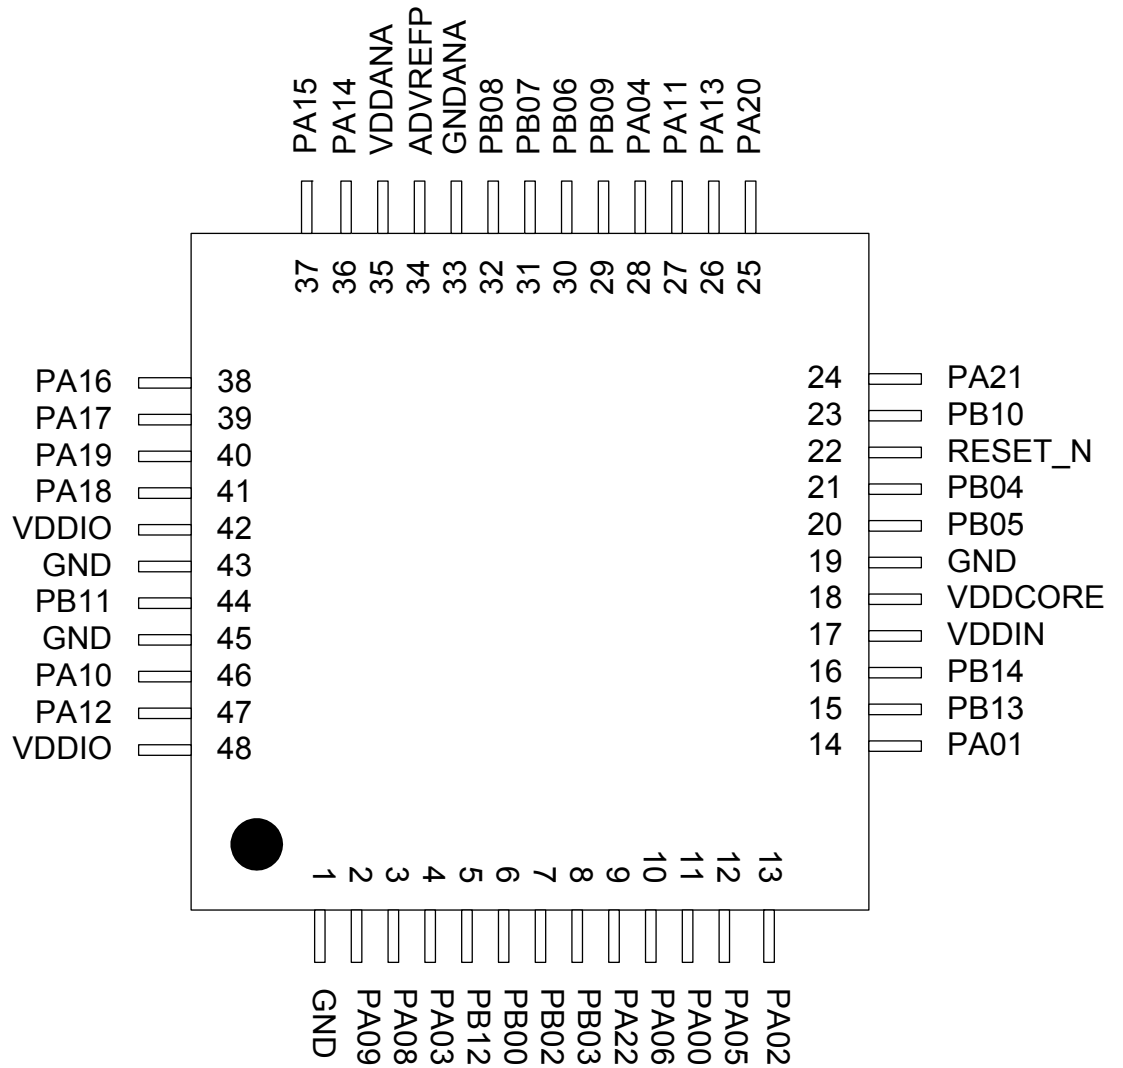 PA15 PA14 VDDANA ADVREFP GNDANA PB08 PB07 PB06 PB09 PA04 PA11 PA13 PA20
37 36 35 34 33 32 31 30 29 28 27 26 25
PA16 38 24 PA21
PA17 39 23 PB10
PA19 40 22 RESET_N
PA18 41 21 PB04
VDDIO 42 20 PB05
GND 43 19 GND
PB11 44 18 VDDCORE
GND 45 17 VDDIN
PA10 46 16 PB14
PA12 47 15 PB13
VDDIO 48 14 PA01
1 2 3 4 5 6 7 8 9 10 11 12 13
GND PA09 PA08 PA03 PB12 PB00 PB02 PB03 PA22 PA06 PA00 PA05 PA02